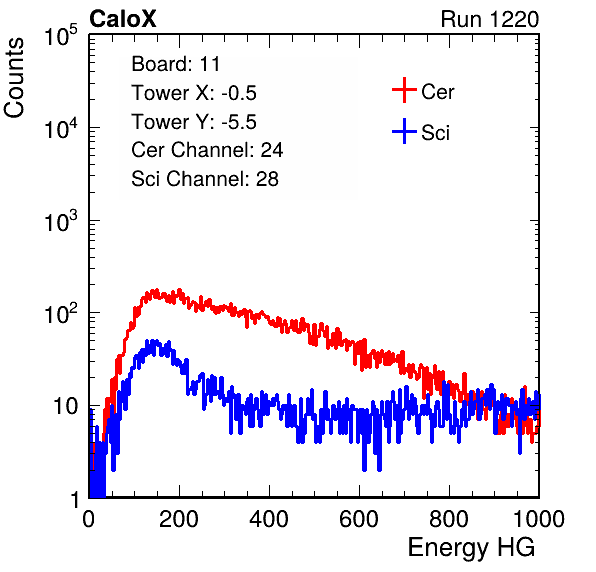 CaloX Run 1220
Counts
Board: 11
Tower X: -0.5
Tower Y: -5.5
Cer Channel: 24
Sci Channel: 28
Cer
Sci
10^5
10^4
10^3
10^2
10
1
0 200 400 600 800 1000
Energy HG